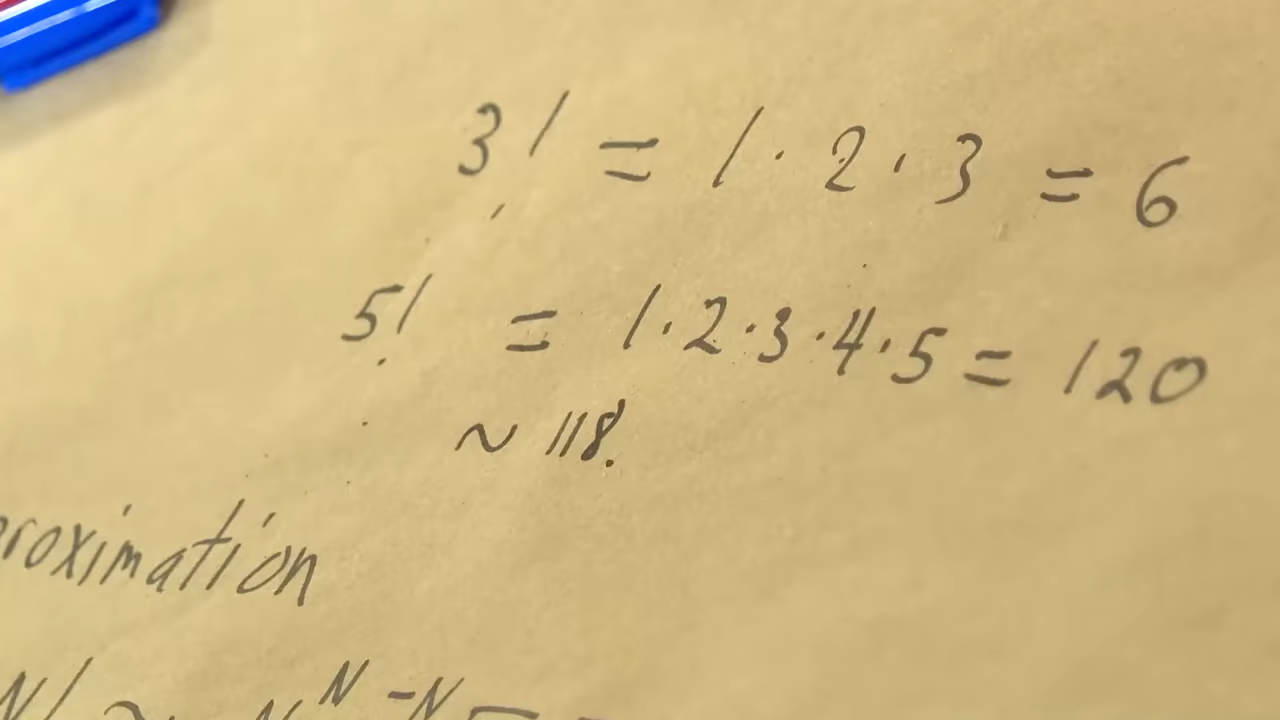 3! = 1 · 2 · 3 = 6
5! = 1·2·3·4·5 = 120
~ 118.
roximation
N! ~ N^N -N